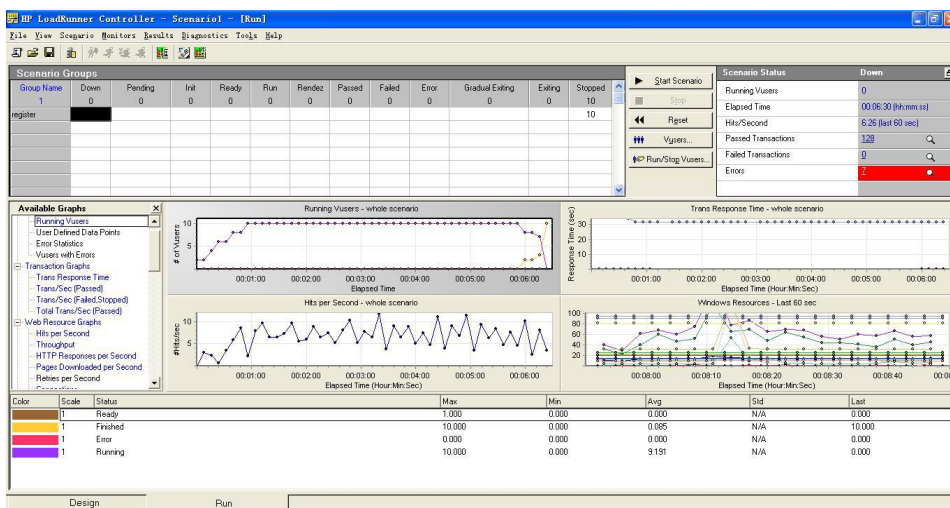 HP LoadRunner Controller - Scenario1 - [Run]
File View Scenario Monitors Results Diagnostics Tools Help
Scenario Groups
Group Name Down Pending Init Ready Run Rendez Passed Failed Error Gradual Exiting Exiting Stopped
1 0 0 0 0 0 0 0 0 0 0 0 10
register 10
Start Scenario
Stop
Reset
Vusers...
Run/Stop Vusers...
Scenario Status Down
Running Vusers 0
Elapsed Time 00:06:30 (hh:mm:ss)
Hits/Second 6.26 (last 60 sec)
Passed Transactions 128
Failed Transactions 0
Errors 7
Available Graphs
Running Vusers
User Defined Data Points
Error Statistics
Vusers with Errors
Transaction Graphs
Trans Response Time
Trans/Sec (Passed)
Trans/Sec (Failed,Stopped)
Total Trans/Sec (Passed)
Web Resource Graphs
Hits per Second
Throughput
HTTP Responses per Second
Pages Downloaded per Second
Retries per Second
Running Vusers - whole scenario
# of Vusers
10
5
00:01:00 00:02:00 00:03:00 00:04:00 00:05:00 00:06:00
Elapsed Time
Trans Response Time - whole scenario
Response Time (sec)
30
20
10
00:01:00 00:02:00 00:03:00 00:04:00 00:05:00 00:06:00
Elapsed Time (Hour:Min:Sec)
Hits per Second - whole scenario
#Hits/sec
10
5
00:01:00 00:02:00 00:03:00 00:04:00 00:05:00 00:06:00
Elapsed Time (Hour:Min:Sec)
Windows Resources - Last 60 sec
100
80
60
40
20
00:08:00 00:08:10 00:08:20 00:08:30 00:08:40
Elapsed Time (Hour:Min:Sec)
Color Scale Status Max Min Avg Std Last
1 Ready 1.000 0.000 0.000 N/A 0.000
1 Finished 10.000 0.000 0.085 N/A 10.000
1 Error 0.000 0.000 0.000 N/A 0.000
1 Running 10.000 0.000 9.191 N/A 0.000
Design Run